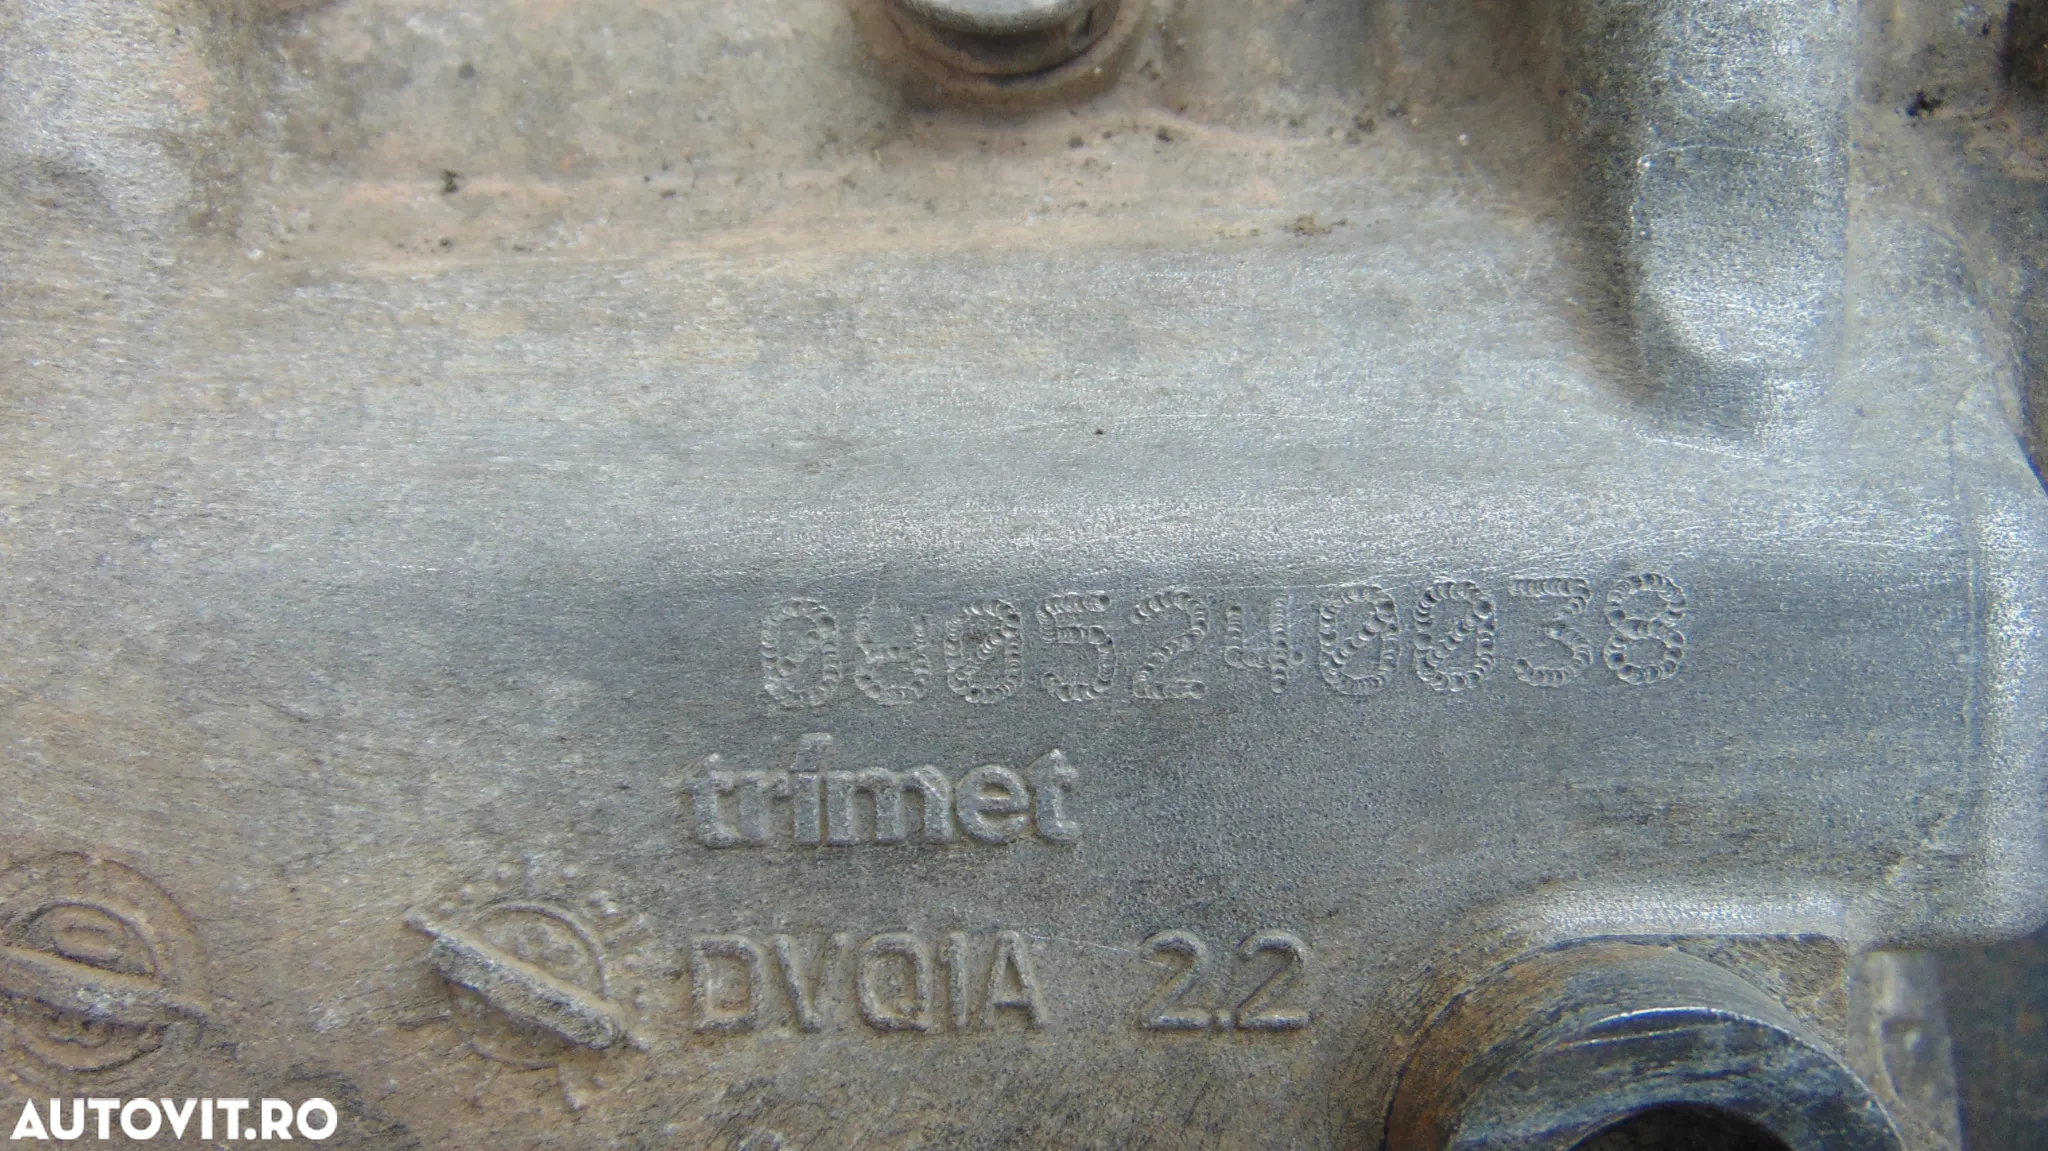 0805240038
trimet
DVQ1A 2.2
AUTOVIT.RO